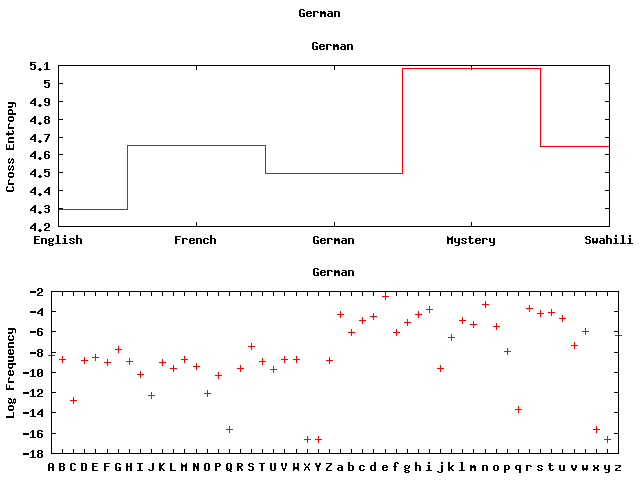 German
German
Cross Entropy
5.1
5
4.9
4.8
4.7
4.6
4.5
4.4
4.3
4.2
English French German Mystery Swahili
German
Log Frequency
-2
-4
-6
-8
-10
-12
-14
-16
-18
A B C D E F G H I J K L M N O P Q R S T U V W X Y Z a b c d e f g h i j k l m n o p q r s t u v w x y z